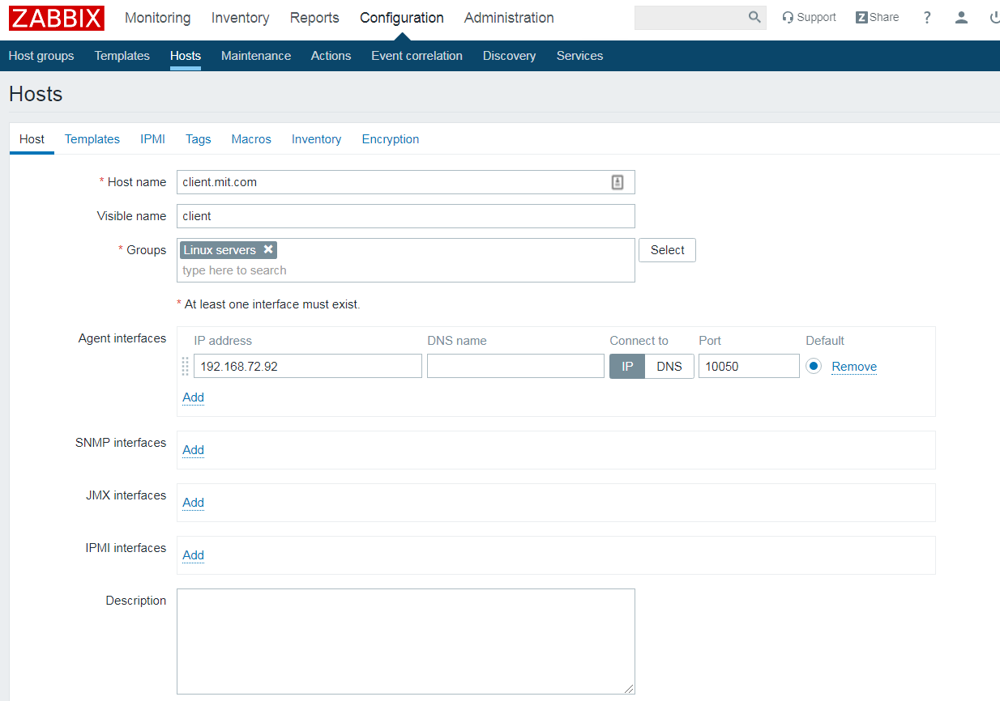 ZABBIX Monitoring Inventory Reports Configuration Administration Z Support Share ?
Host groups Templates Hosts Maintenance Actions Event correlation Discovery Services
Hosts
Host Templates IPMI Tags Macros Inventory Encryption
* Host name client.mit.com
Visible name client
* Groups Linux servers Select
type here to search
* At least one interface must exist.
Agent interfaces IP address DNS name Connect to Port Default
192.168.72.92 IP DNS 10050 Remove
Add
SNMP interfaces Add
JMX interfaces Add
IPMI interfaces Add
Description